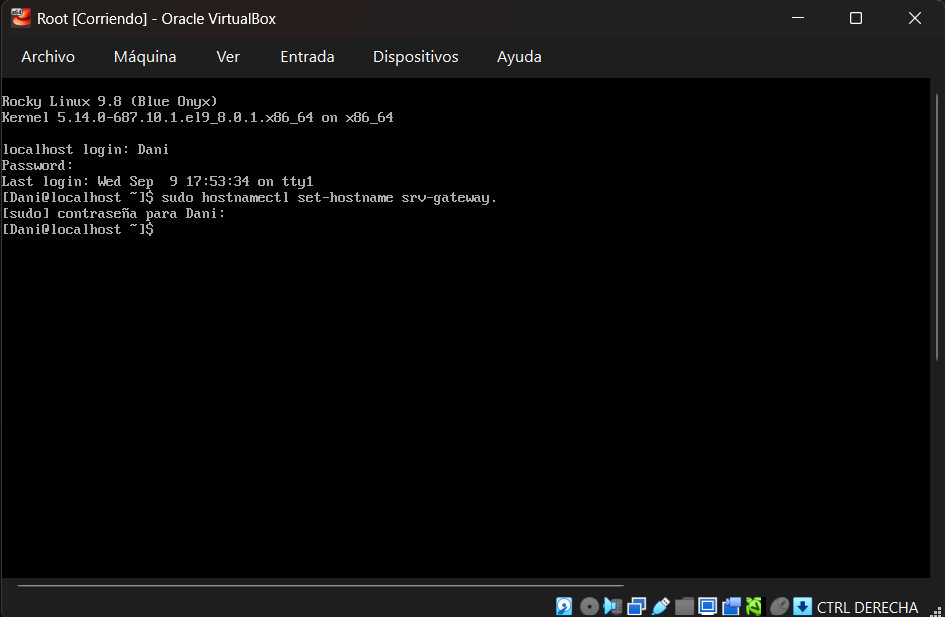 Root [Corriendo] - Oracle VirtualBox
Archivo Máquina Ver Entrada Dispositivos Ayuda
Rocky Linux 9.8 (Blue Onyx)
Kernel 5.14.0-687.10.1.el9_8.0.1.x86_64 on x86_64
localhost login: Dani
Password:
Last login: Wed Sep  9 17:53:34 on tty1
[Dani@localhost ~]$ sudo hostnamectl set-hostname srv-gateway.
[sudo] contraseña para Dani:
[Dani@localhost ~]$
CTRL DERECHA